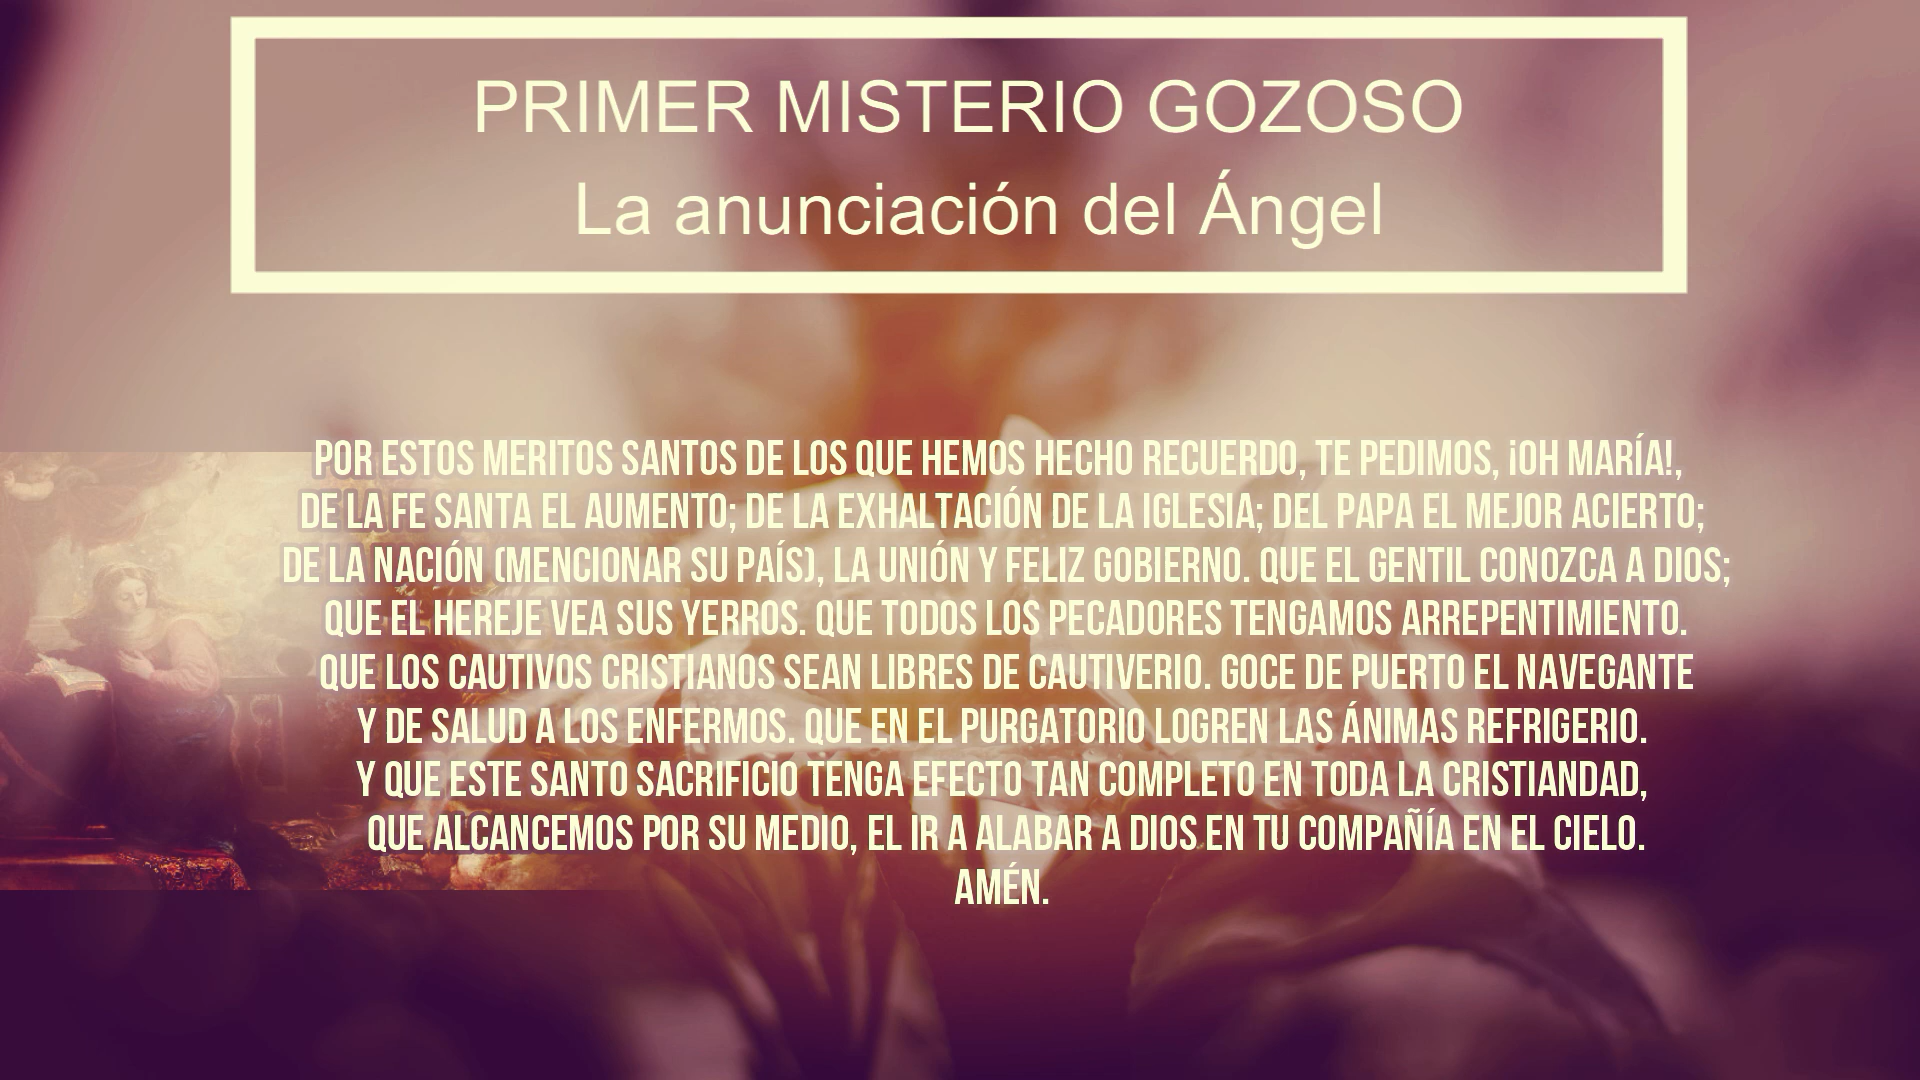 PRIMER MISTERIO GOZOSO
La anunciación del Ángel
POR ESTOS MERITOS SANTOS DE LOS QUE HEMOS HECHO RECUERDO, TE PEDIMOS, ¡OH MARÍA!,
DE LA FE SANTA EL AUMENTO; DE LA EXHALTACIÓN DE LA IGLESIA; DEL PAPA EL MEJOR ACIERTO;
DE LA NACIÓN (MENCIONAR SU PAÍS), LA UNIÓN Y FELIZ GOBIERNO. QUE EL GENTIL CONOZCA A DIOS;
QUE EL HEREJE VEA SUS YERROS. QUE TODOS LOS PECADORES TENGAMOS ARREPENTIMIENTO.
QUE LOS CAUTIVOS CRISTIANOS SEAN LIBRES DE CAUTIVERIO. GOCE DE PUERTO EL NAVEGANTE
Y DE SALUD A LOS ENFERMOS. QUE EN EL PURGATORIO LOGREN LAS ÁNIMAS REFRIGERIO.
Y QUE ESTE SANTO SACRIFICIO TENGA EFECTO TAN COMPLETO EN TODA LA CRISTIANDAD,
QUE ALCANCEMOS POR SU MEDIO, EL IR A ALABAR A DIOS EN TU COMPAÑÍA EN EL CIELO.
AMÉN.